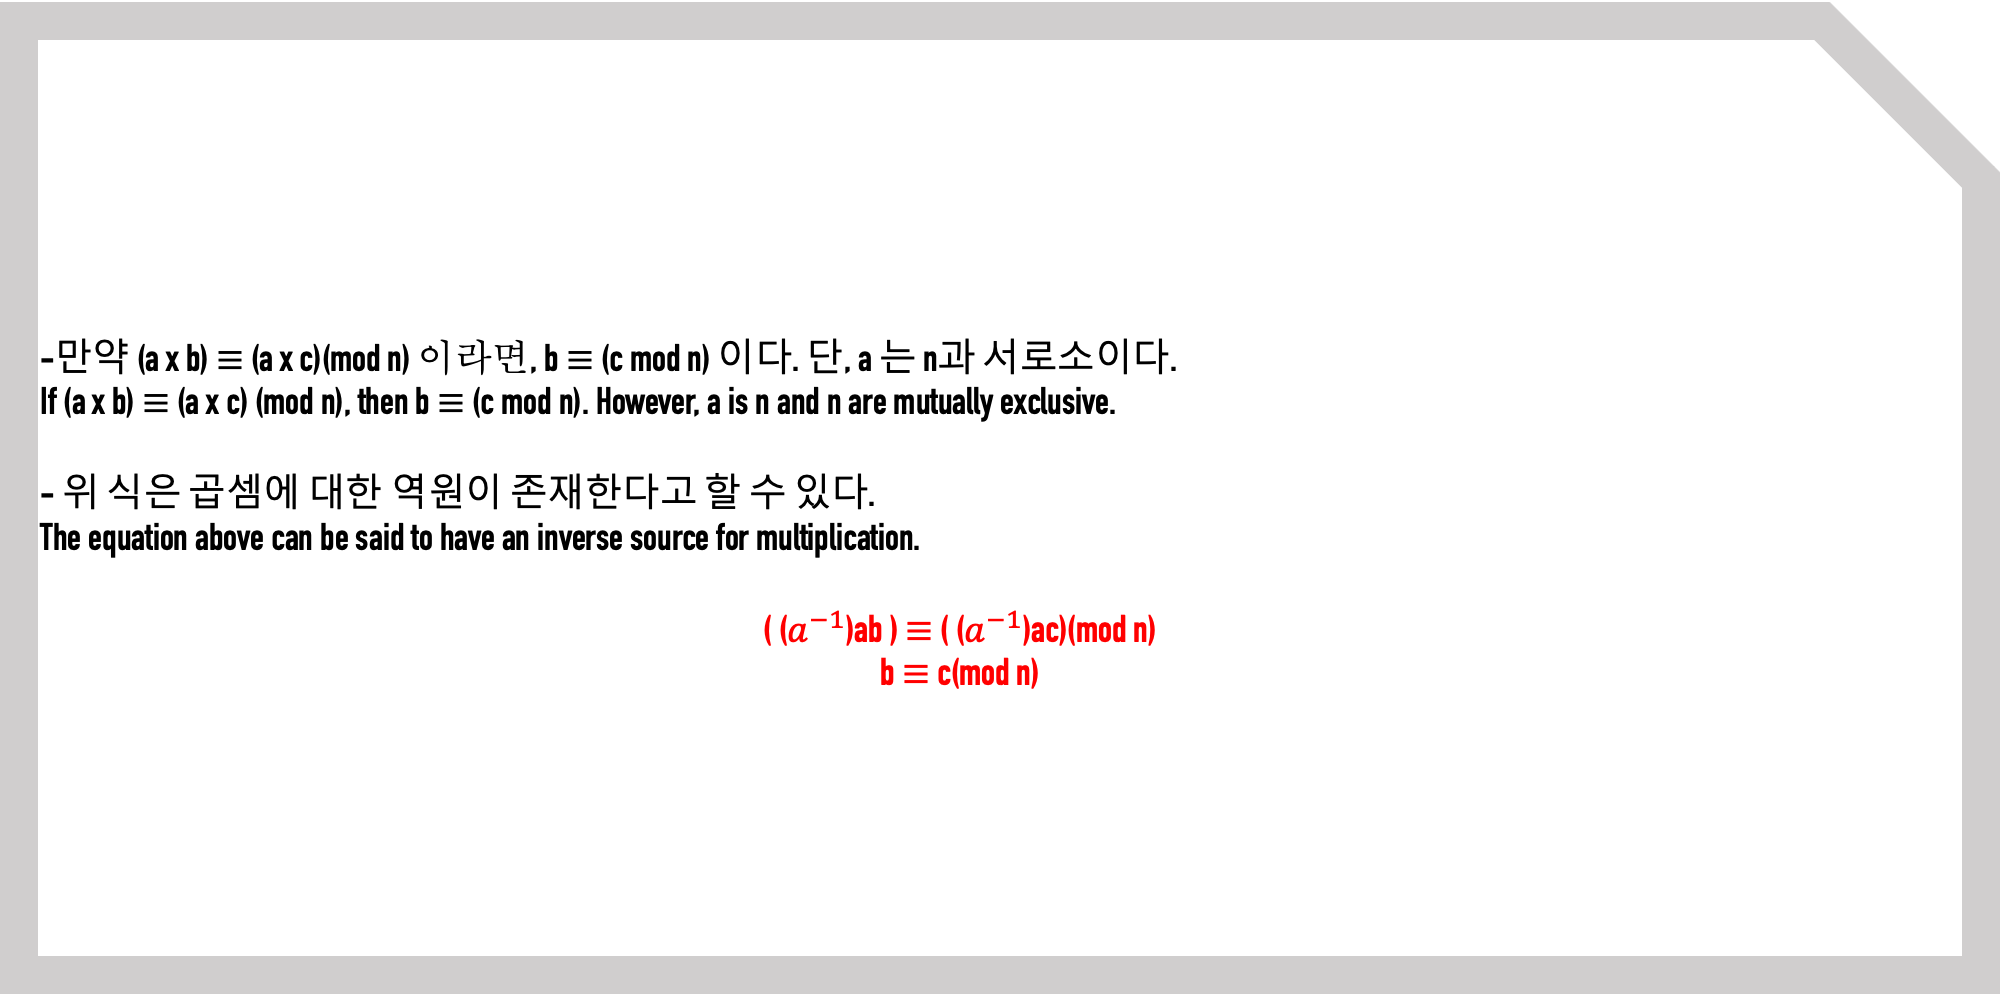 -만약 (a x b) ≡ (a x c)(mod n) 이라면, b ≡ (c mod n) 이다. 단, a 는 n과 서로소이다.
If (a x b) ≡ (a x c) (mod n), then b ≡ (c mod n). However, a is n and n are mutually exclusive.
- 위 식은 곱셈에 대한 역원이 존재한다고 할 수 있다.
The equation above can be said to have an inverse source for multiplication.
( (𝑎⁻¹)ab ) ≡ ( (𝑎⁻¹)ac)(mod n)
b ≡ c(mod n)